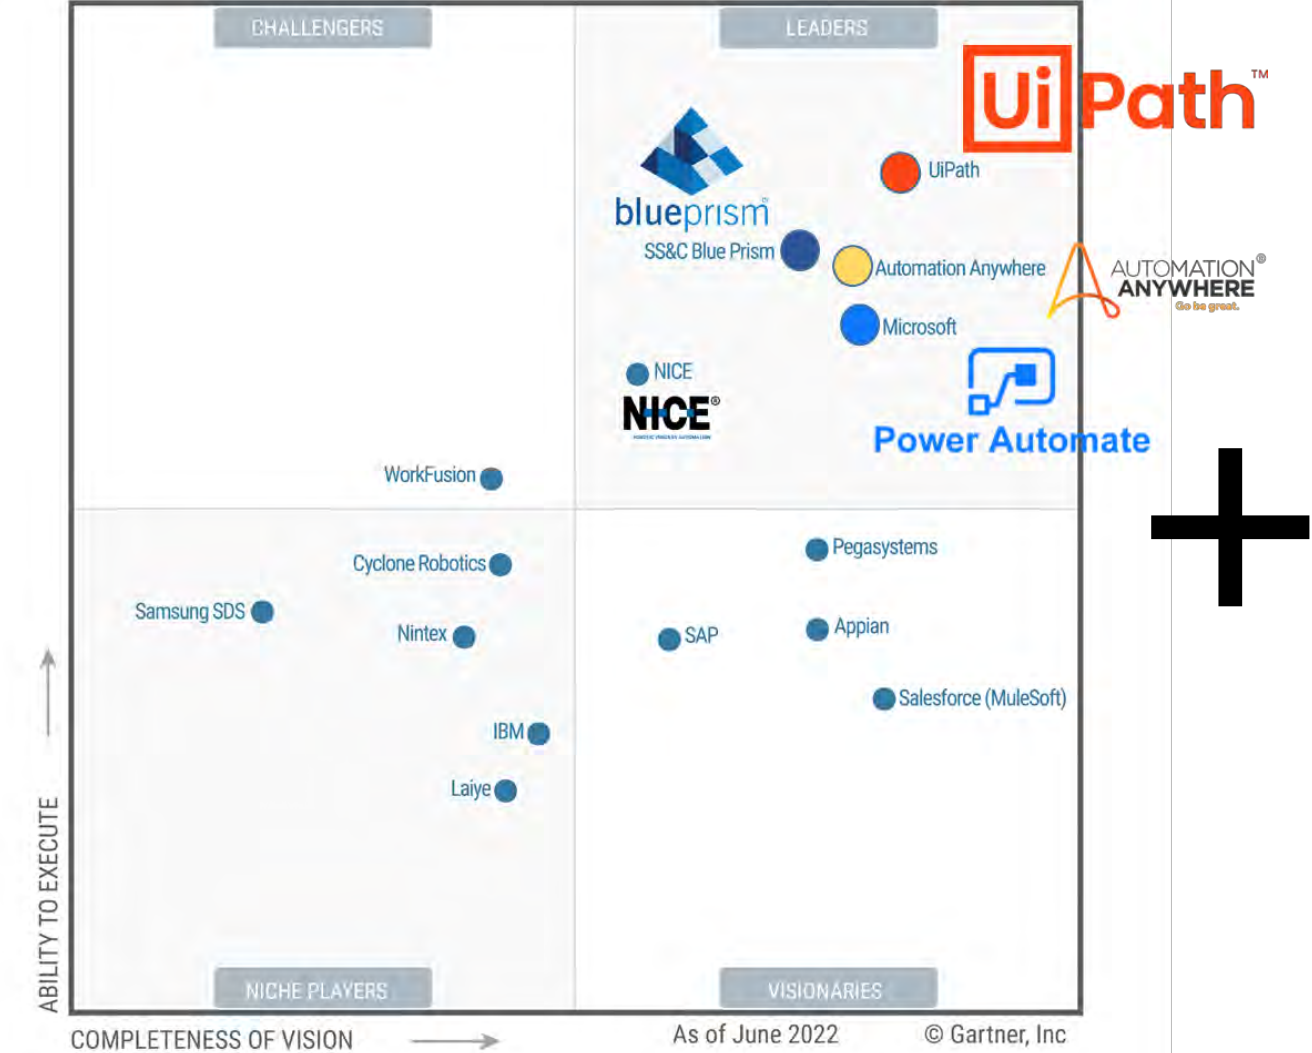 CHALLENGERS
LEADERS
UiPath™
UiPath
blueprism®
SS&C Blue Prism
Automation Anywhere
AUTOMATION®
ANYWHERE
Go be great.
Microsoft
NICE
NICE®
Power Automate
WorkFusion
Cyclone Robotics
Samsung SDS
Nintex
IBM
Laiye
Pegasystems
SAP
Appian
Salesforce (MuleSoft)
ABILITY TO EXECUTE
NICHE PLAYERS
VISIONARIES
COMPLETENESS OF VISION
As of June 2022
© Gartner, Inc